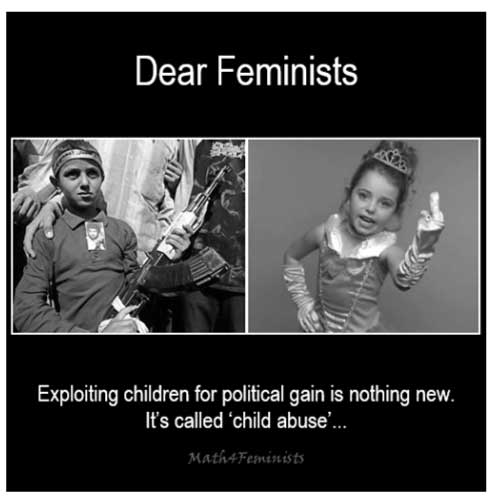 Dear Feminists
Exploiting children for political gain is nothing new.
It's called 'child abuse'...
Math4Feminists